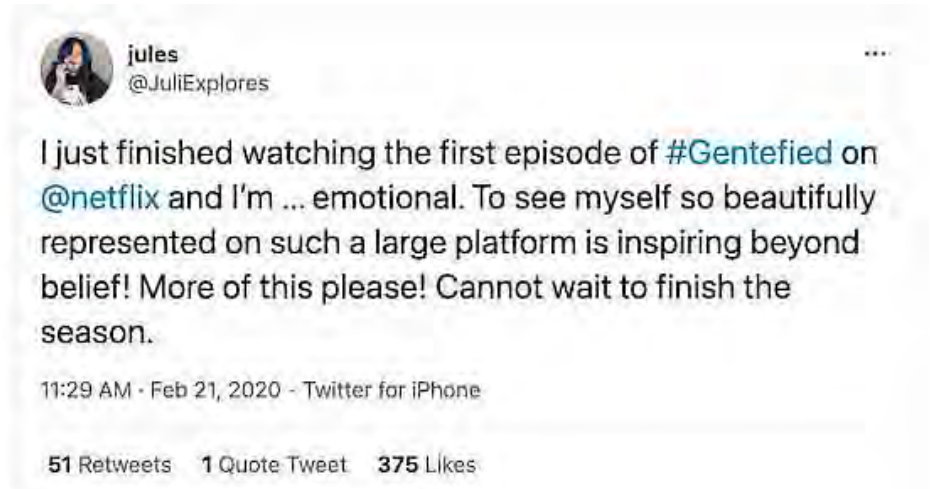 jules
@JuliExplores
I just finished watching the first episode of #Gentefied on
@netflix and I'm ... emotional. To see myself so beautifully
represented on such a large platform is inspiring beyond
belief! More of this please! Cannot wait to finish the
season.
11:29 AM · Feb 21, 2020 · Twitter for iPhone
51 Retweets 1 Quote Tweet 375 Likes